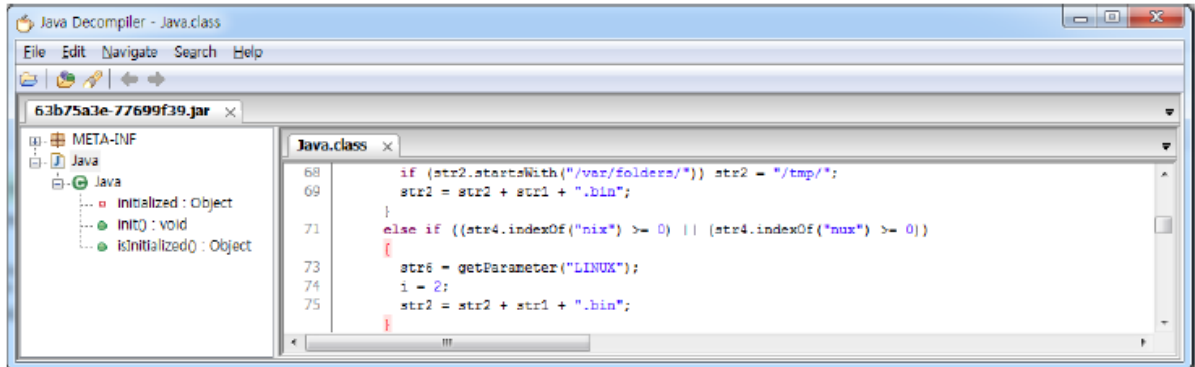 Java Decompiler - Java.class
File Edit Navigate Search Help
63b75a3e-77699f39.jar
META-INF
Java
Java
initialized : Object
init() : void
isInitialized() : Object
Java.class
68 if (str2.startsWith("/var/folders/")) str2 = "/tmp/";
69 str2 = str2 + str1 + ".bin";
}
71 else if ((str4.indexOf("nix") >= 0) || (str4.indexOf("nux") >= 0))
{
73 str6 = getParameter("LINUX");
74 i = 2;
75 str2 = str2 + str1 + ".bin";
}